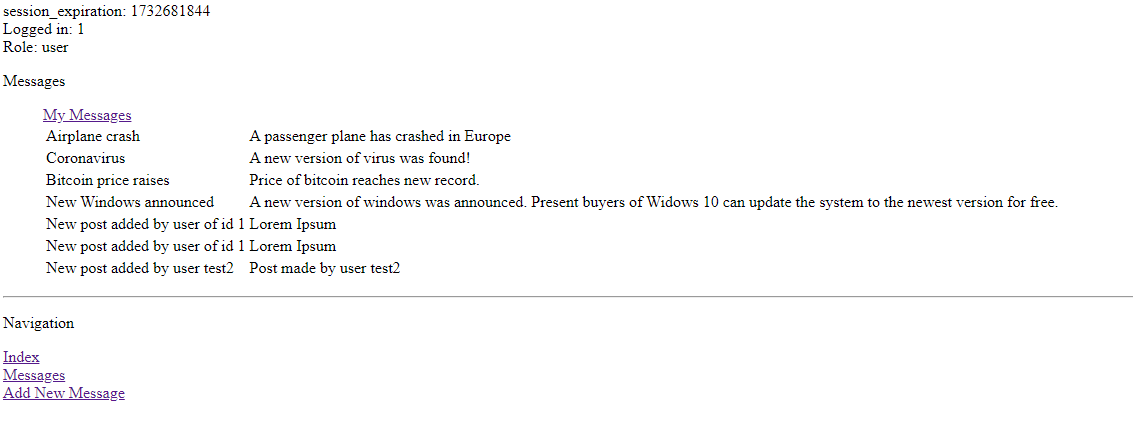 session_expiration: 1732681844
Logged in: 1
Role: user
Messages
My Messages
Airplane crash A passenger plane has crashed in Europe
Coronavirus A new version of virus was found!
Bitcoin price raises Price of bitcoin reaches new record.
New Windows announced A new version of windows was announced. Present buyers of Widows 10 can update the system to the newest version for free.
New post added by user of id 1 Lorem Ipsum
New post added by user of id 1 Lorem Ipsum
New post added by user test2 Post made by user test2
Navigation
Index
Messages
Add New Message